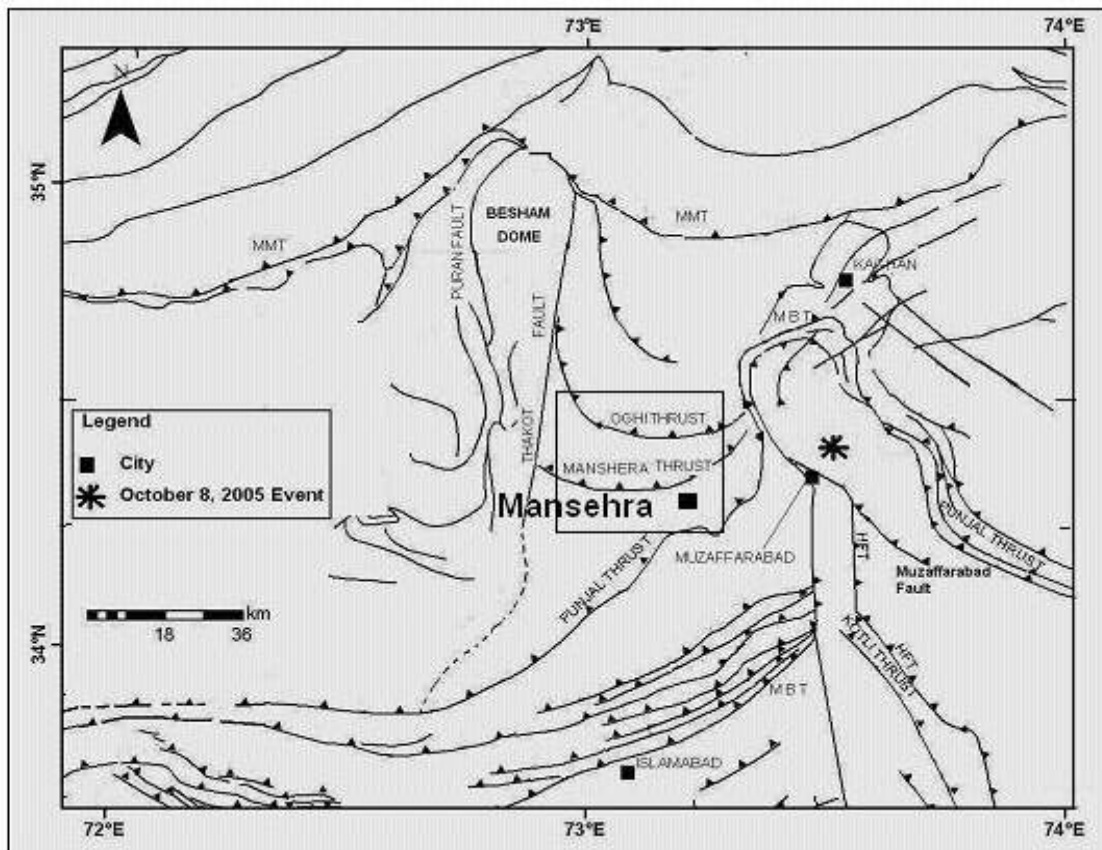 73°E
74°E
N
35°N
34°N
MMT
PURAN FAULT
BESHAM
DOME
MMT
KAGHAN
MBT
FAULT
THAKOT
OGHI THRUST
MANSHERA THRUST
Mansehra
Legend
City
October 8, 2005 Event
MUZAFFARABAD
PUNJAL THRUST
PUNJAL THRUST
HFT
Muzaffarabad
Fault
km
18
36
KOTLI THRUST
HFT
MBT
ISLAMABAD
72°E
73°E
74°E